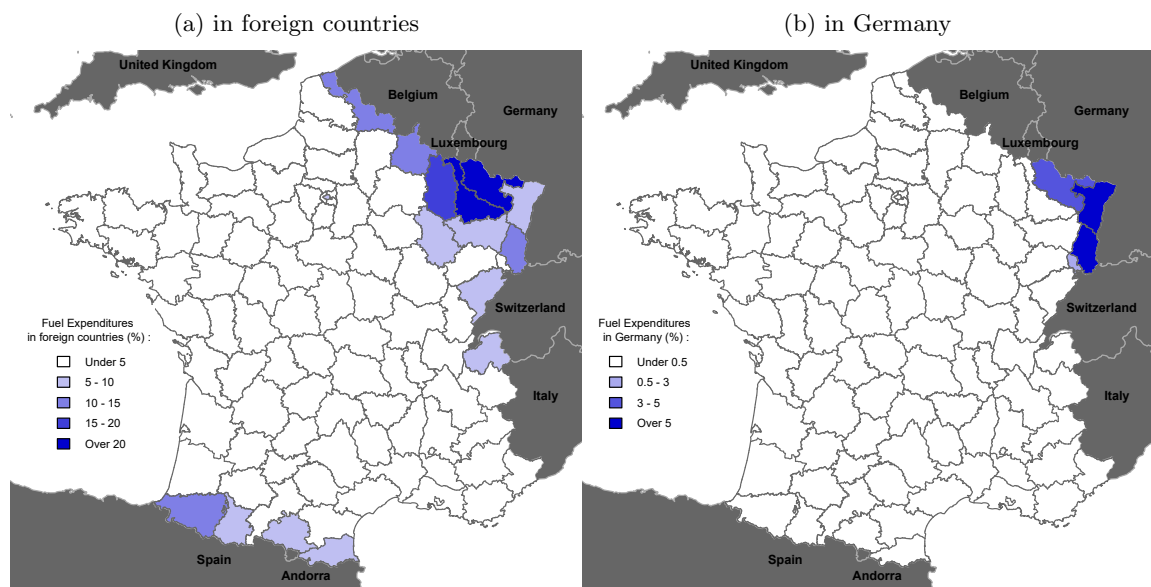 (a) in foreign countries
United Kingdom
Belgium
Germany
Luxembourg
Switzerland
Fuel Expenditures
in foreign countries (%) :
Under 5
5 - 10
10 - 15
15 - 20
Over 20
Italy
Spain
Andorra
(b) in Germany
United Kingdom
Belgium
Germany
Luxembourg
Switzerland
Fuel Expenditures
in Germany (%) :
Under 0.5
0.5 - 3
3 - 5
Over 5
Italy
Spain
Andorra